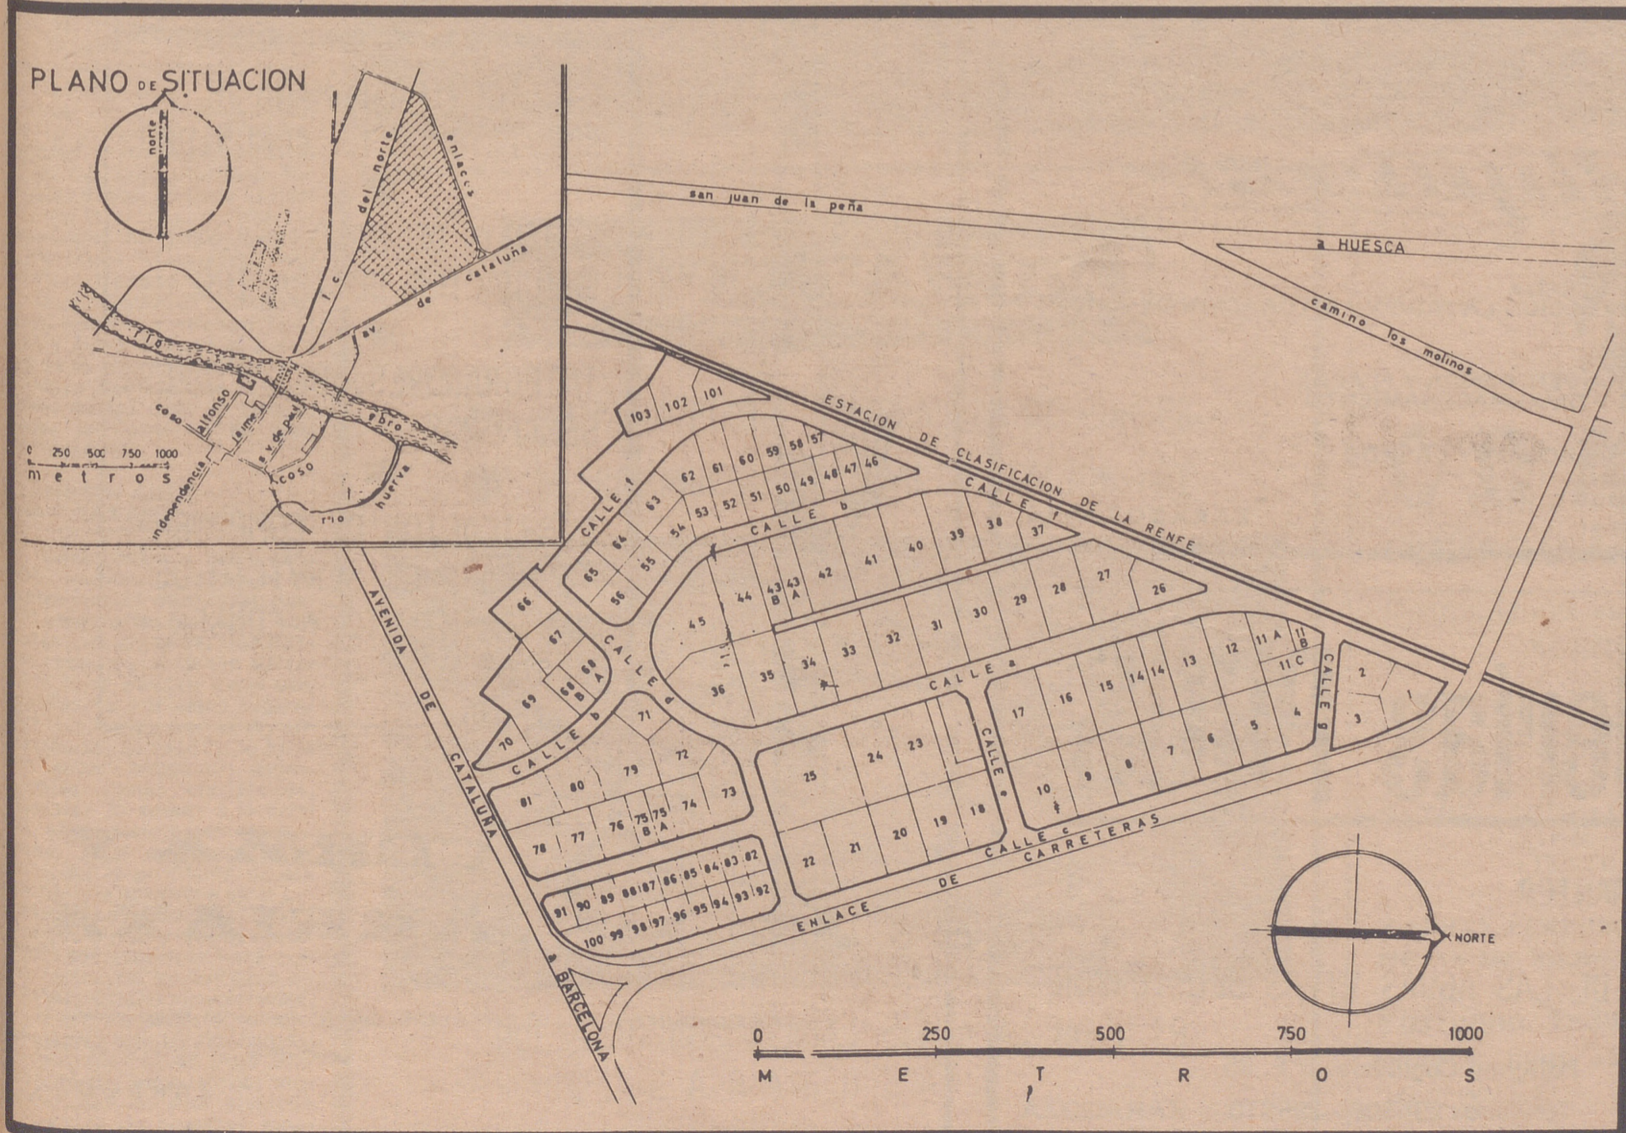 PLANO DE SITUACION
norte
del norte
enlaces
f c
av. de cataluña
rio
ebro
coso
alfonso
jaime
independencia
coso
rio
huerva
0 250 500 750 1000
metros
san juan de la peña
a HUESCA
camino los molinos
ESTACION DE CLASIFICACION DE LA RENFE
103 102 101
CALLE f
62 61 60 59 58 57
65 64 63
56 55 54 53 52 51 50 49 48 47 46
CALLE b
CALLE f
45 44 43 B 43 A 42 41 40 39 38 37
36 35 34 33 32 31 30 29 28 27 26
CALLE a
66
67
68 A
68 B
69
70
CALLE d
CALLE b
71
72
73
81 80 79
78 77 76 75 B 75 A 74
91 90 89 88 87 86 85 84 83 82
100 99 98 97 96 95 94 93 92
25 24 23
22 21 20 19 18
CALLE e
17 16 15 14 14 13 12 11 A 11 B
11 C
10 9 8 7 6 5 4
CALLE g
2 1
3
CALLE c
ENLACE DE CARRETERAS
AVENIDA DE CATALUÑA
a BARCELONA
NORTE
0 250 500 750 1000
METROS